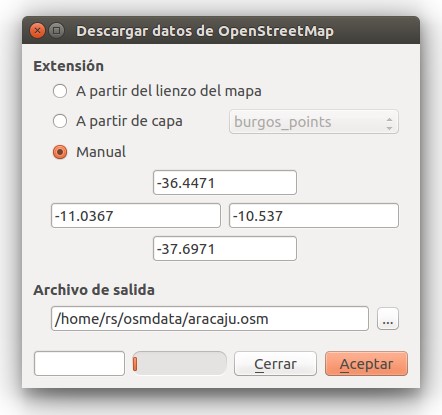 Descargar datos de OpenStreetMap
Extensión
A partir del lienzo del mapa
A partir de capa
burgos_points
Manual
-36.4471
-11.0367
-10.537
-37.6971
Archivo de salida
/home/rs/osmdata/aracaju.osm
...
Cerrar
Aceptar